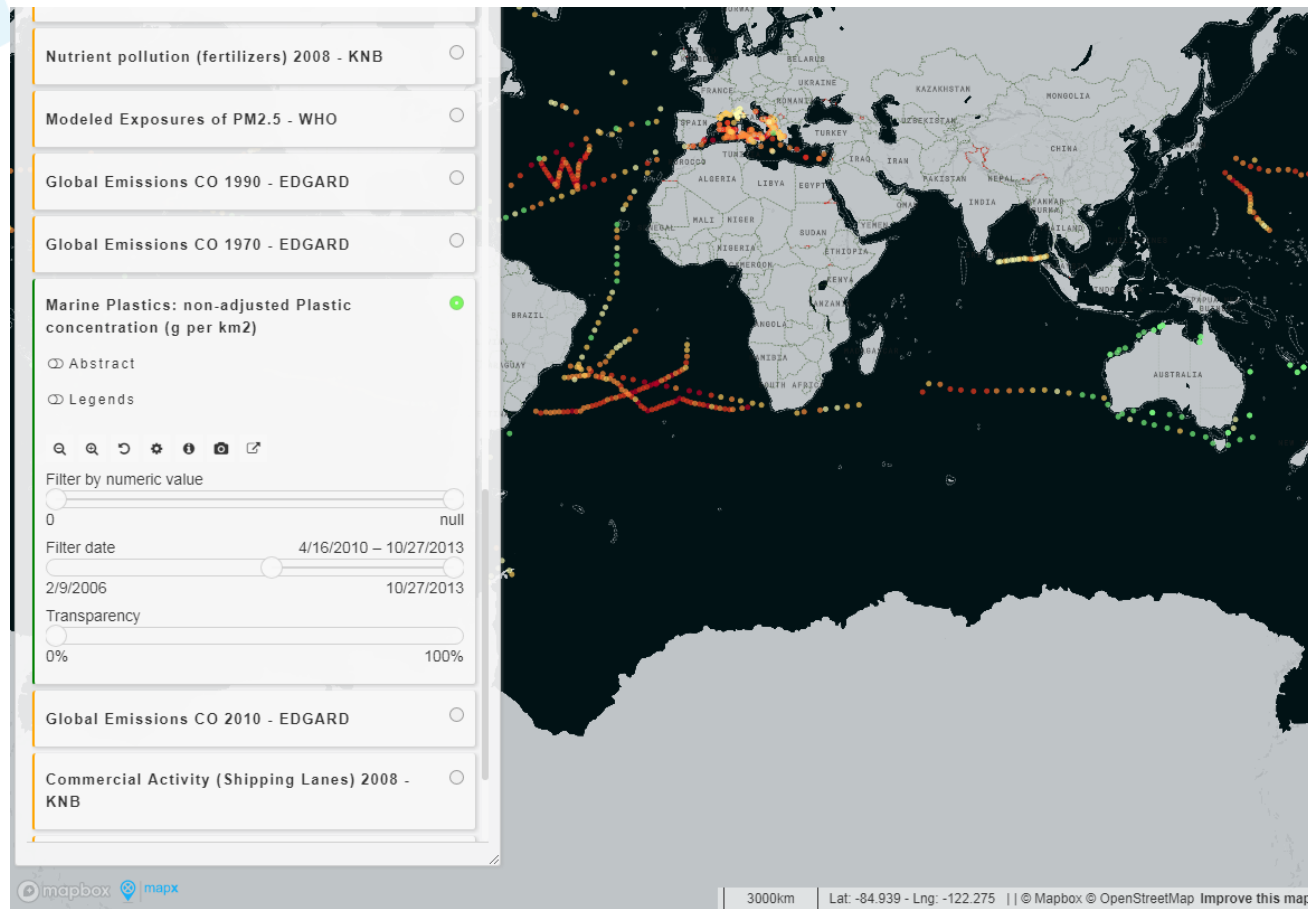 Nutrient pollution (fertilizers) 2008 - KNB
Modeled Exposures of PM2.5 - WHO
Global Emissions CO 1990 - EDGARD
Global Emissions CO 1970 - EDGARD
Marine Plastics: non-adjusted Plastic
concentration (g per km2)
Abstract
Legends
Filter by numeric value
0 null
Filter date 4/16/2010 – 10/27/2013
2/9/2006 10/27/2013
Transparency
0% 100%
Global Emissions CO 2010 - EDGARD
Commercial Activity (Shipping Lanes) 2008 -
KNB
BELARUS
UKRAINE
FRANCE
KAZAKHSTAN
MONGOLIA
SPAIN
UZBEKISTAN
TURKEY
CHINA
IRAQ
IRAN
ALGERIA
LIBYA
EGYPT
PAKISTAN
NEPAL
INDIA
MALI
NIGER
SUDAN
YEMEN
NIGERIA
ETHIOPIA
KENYA
BRAZIL
ANGOLA
AUSTRALIA
mapbox
mapx
3000km
Lat: -84.939 - Lng: -122.275 | | © Mapbox © OpenStreetMap Improve this map